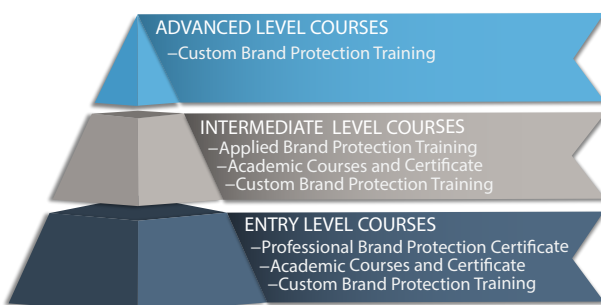 ADVANCED LEVEL COURSES
–Custom Brand Protection Training
INTERMEDIATE LEVEL COURSES
–Applied Brand Protection Training
–Academic Courses and Certificate
–Custom Brand Protection Training
ENTRY LEVEL COURSES
–Professional Brand Protection Certificate
–Academic Courses and Certificate
–Custom Brand Protection Training